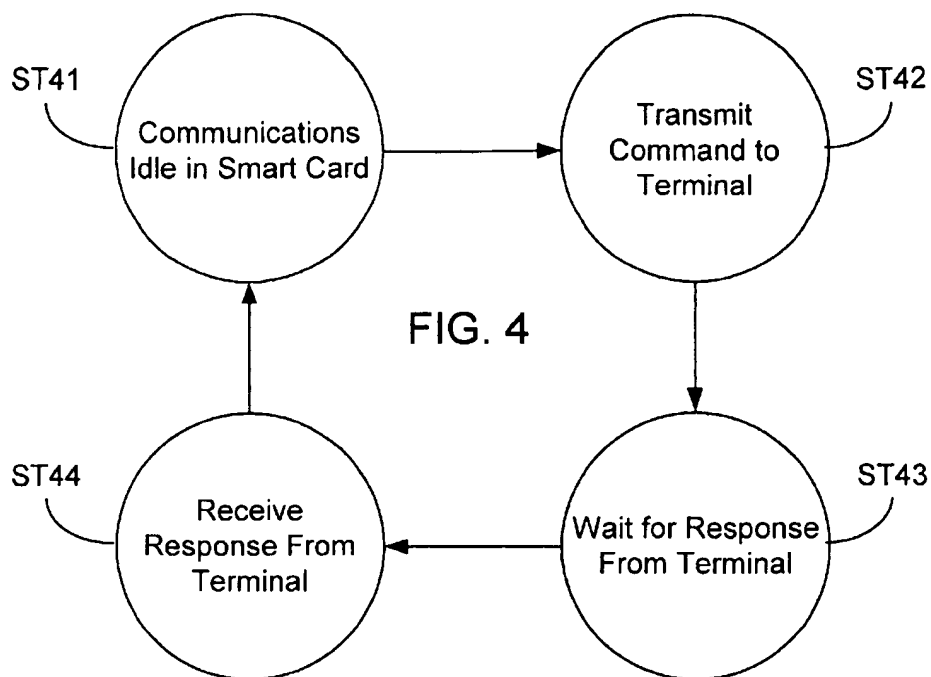 ST41
Communications
Idle in Smart Card
Transmit
Command to
Terminal
ST42
FIG. 4
ST44
Receive
Response From
Terminal
Wait for Response
From Terminal
ST43